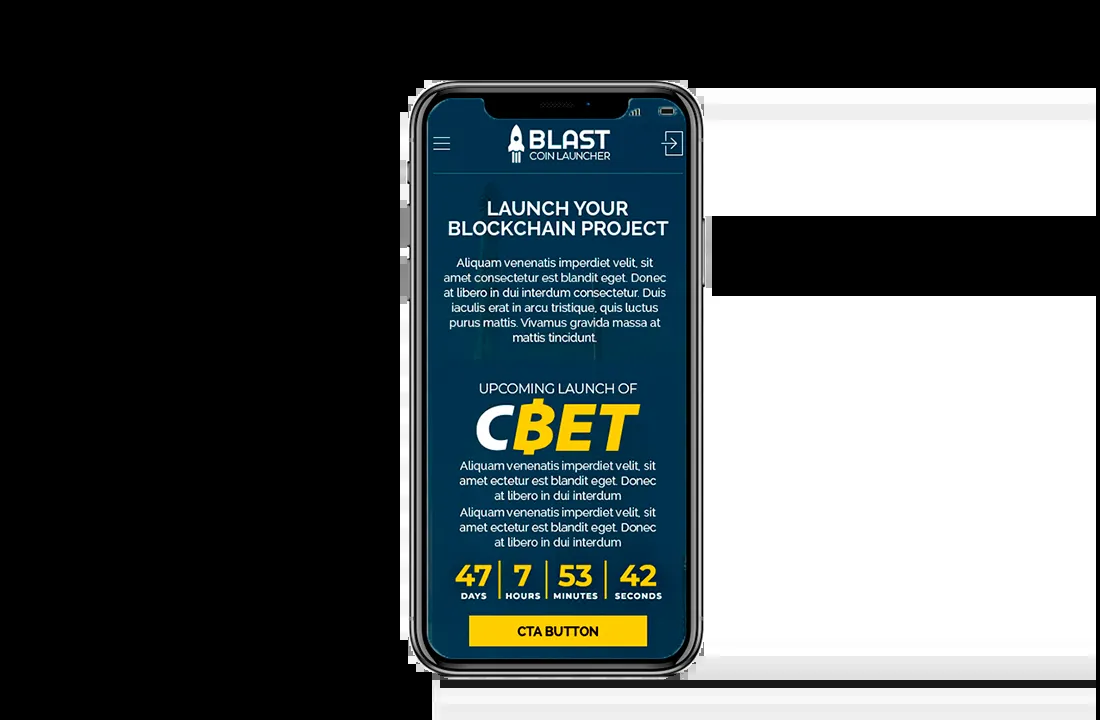 BLAST
COIN LAUNCHER
LAUNCH YOUR
BLOCKCHAIN PROJECT
Aliquam venenatis imperdiet velit, sit
amet consectetur est blandit eget. Donec
at libero in dui interdum consectetur. Duis
iaculis erat in arcu tristique, quis luctus
purus mattis. Vivamus gravida massa at
mattis tincidunt.
UPCOMING LAUNCH OF
C₿ET
Aliquam venenatis imperdiet velit, sit
amet ectetur est blandit eget. Donec
at libero in dui interdum
Aliquam venenatis imperdiet velit, sit
amet ectetur est blandit eget. Donec
at libero in dui interdum
47 7 53 42
DAYS HOURS MINUTES SECONDS
CTA BUTTON